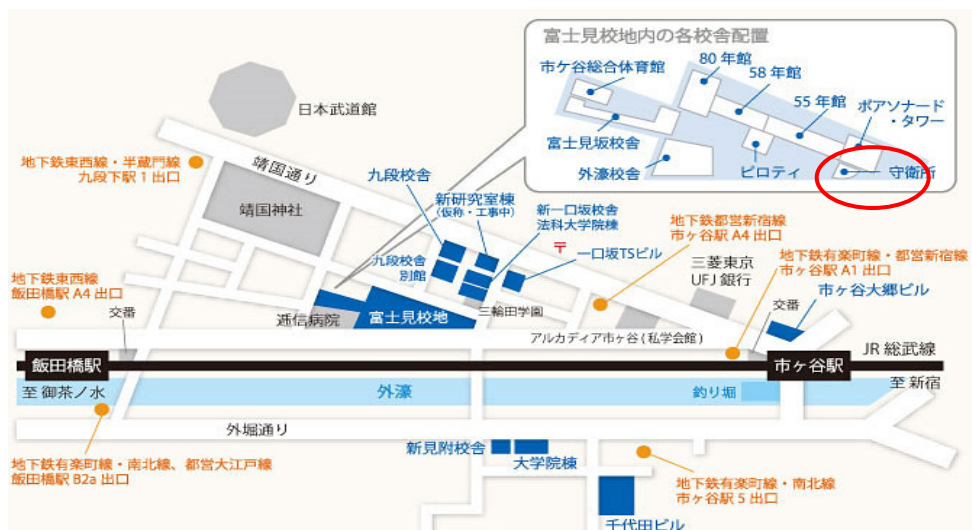 富士見校地内の各校舎配置
市ケ谷総合体育館
80年館
58年館
55年館
ボアソナード
・タワー
富士見坂校舎
外濠校舎
ピロティ
守衛所
日本武道館
地下鉄東西線・半蔵門線
九段下駅1出口
靖国通り
靖国神社
九段校舎
新研究室棟
(仮称・工事中)
新一口坂校舎
法科大学院棟
〒
一口坂TSビル
九段校舎
別館
地下鉄都営新宿線
市ヶ谷駅 A4 出口
三菱東京
UFJ 銀行
地下鉄有楽町線・都営新宿線
市ヶ谷駅 A1 出口
市ヶ谷大郷ビル
交番
地下鉄東西線
飯田橋駅 A4 出口
交番
逓信病院
富士見校地
三輪田学園
アルカディア市ヶ谷(私学会館)
飯田橋駅
市ヶ谷駅
JR 総武線
至 御茶ノ水
外濠
釣り堀
至 新宿
外堀通り
新見附校舎
大学院棟
地下鉄有楽町線・南北線、都営大江戸線
飯田橋駅 B2a 出口
地下鉄有楽町線・南北線
市ヶ谷駅 5 出口
千代田ビル